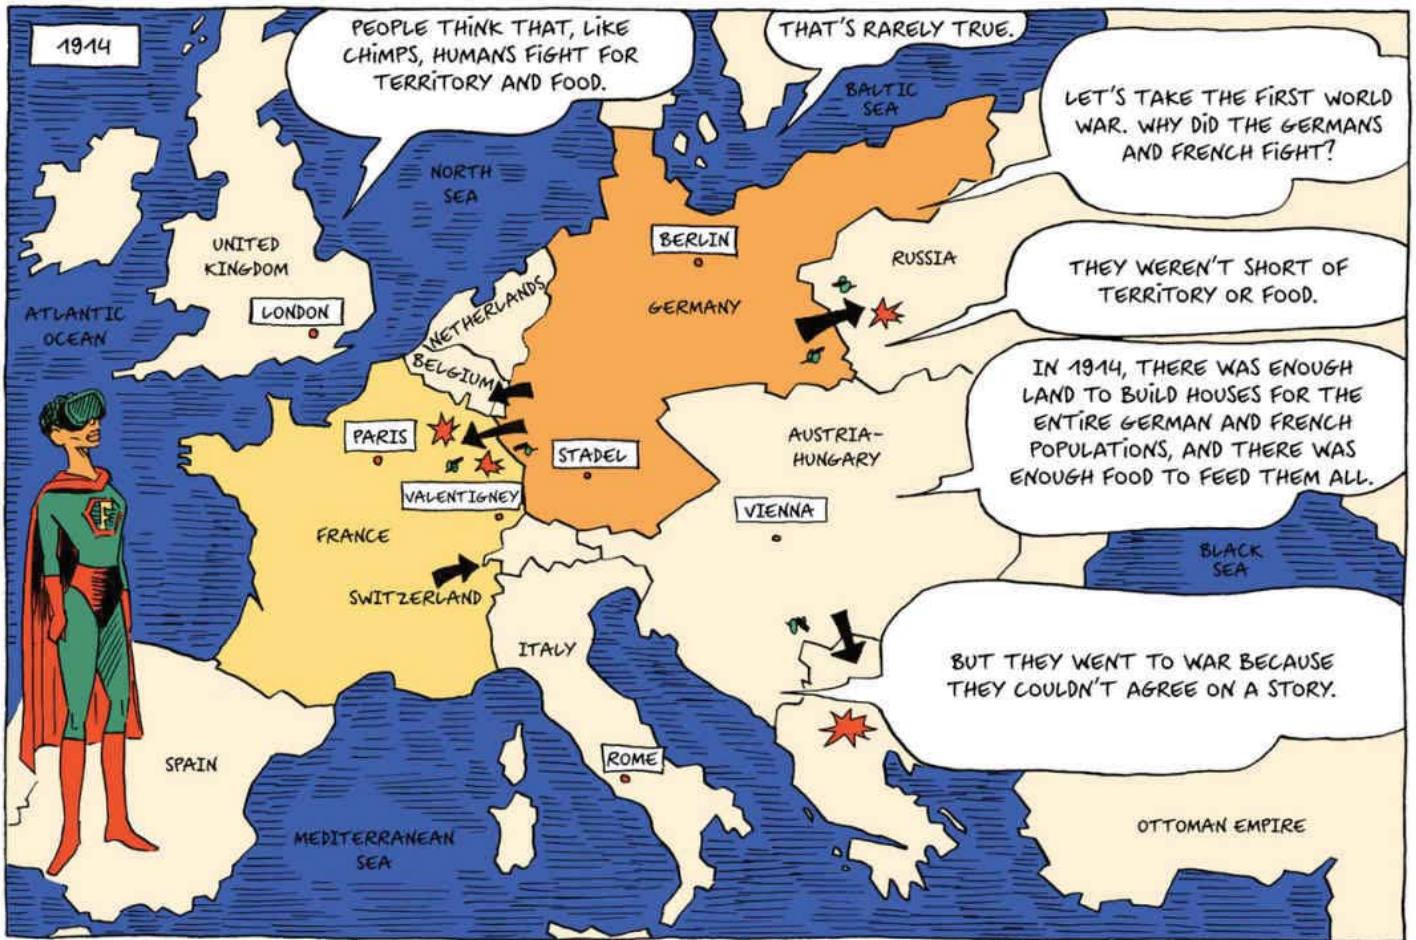 1914
PEOPLE THINK THAT, LIKE
CHIMPS, HUMANS FIGHT FOR
TERRITORY AND FOOD.
THAT'S RARELY TRUE.
LET'S TAKE THE FIRST WORLD
WAR. WHY DID THE GERMANS
AND FRENCH FIGHT?
THEY WEREN'T SHORT OF
TERRITORY OR FOOD.
IN 1914, THERE WAS ENOUGH
LAND TO BUILD HOUSES FOR THE
ENTIRE GERMAN AND FRENCH
POPULATIONS, AND THERE WAS
ENOUGH FOOD TO FEED THEM ALL.
BUT THEY WENT TO WAR BECAUSE
THEY COULDN'T AGREE ON A STORY.
BALTIC
SEA
NORTH
SEA
UNITED
KINGDOM
LONDON
ATLANTIC
OCEAN
NETHERLANDS
BELGIUM
BERLIN
GERMANY
RUSSIA
PARIS
STADEL
VALENTIGNEY
AUSTRIA-
HUNGARY
VIENNA
FRANCE
SWITZERLAND
ITALY
BLACK
SEA
F
SPAIN
ROME
MEDITERRANEAN
SEA
OTTOMAN EMPIRE